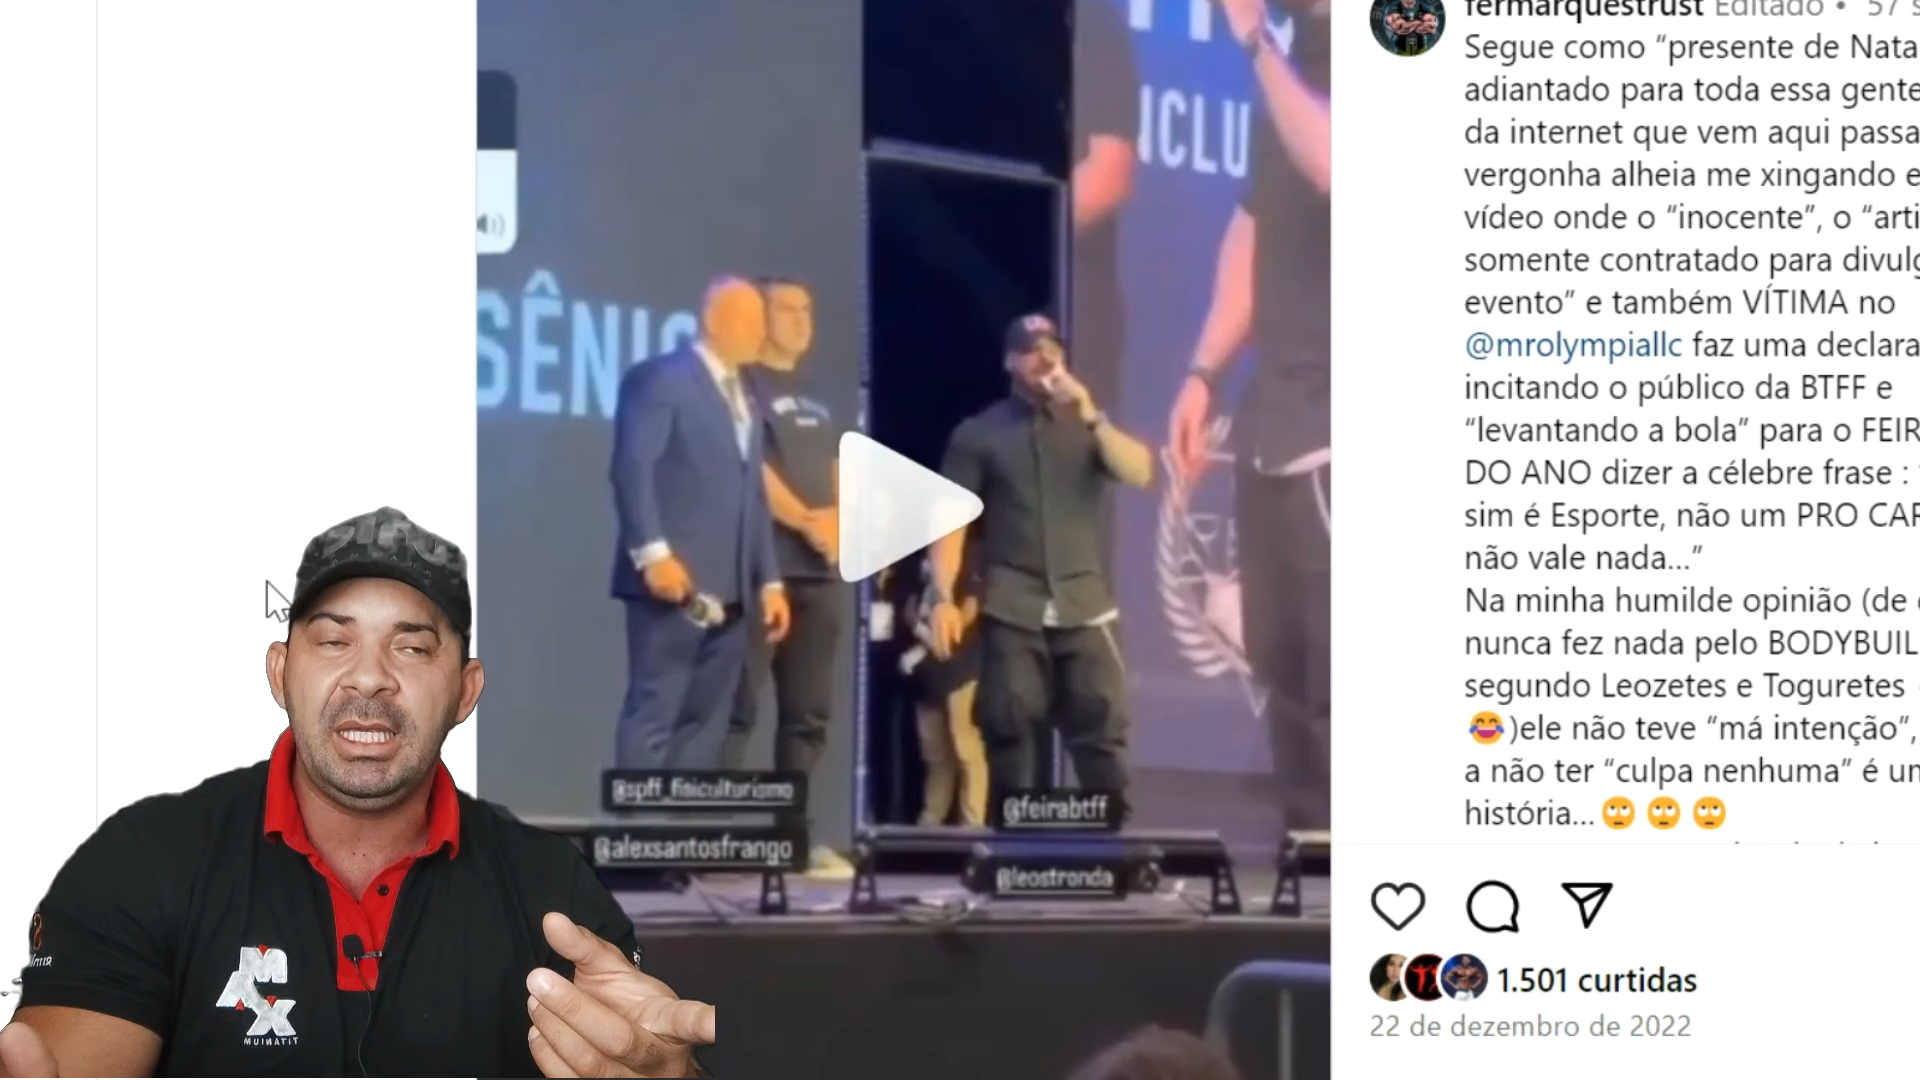 fermarquestrust Editado • 57 s
Segue como “presente de Nata
adiantado para toda essa gente
da internet que vem aqui passa
vergonha alheia me xingando e
vídeo onde o “inocente”, o “arti
somente contratado para divulg
evento” e também VÍTIMA no
@mrolympiallc faz uma declara
incitando o público da BTFF e
“levantando a bola” para o FEIR
DO ANO dizer a célebre frase : “
sim é Esporte, não um PRO CAR
não vale nada...”
Na minha humilde opinião (de q
nunca fez nada pelo BODYBUIL
segundo Leozetes e Toguretes
😂)ele não teve “má intenção”,
a não ter “culpa nenhuma” é um
história... 🙄 🙄 🙄
1.501 curtidas
22 de dezembro de 2022
ICLU
SÊNIO
@spff_fisiculturismo
@alexsantosfrango
@feirabtff
@leostronda
MAX
MUINATIT